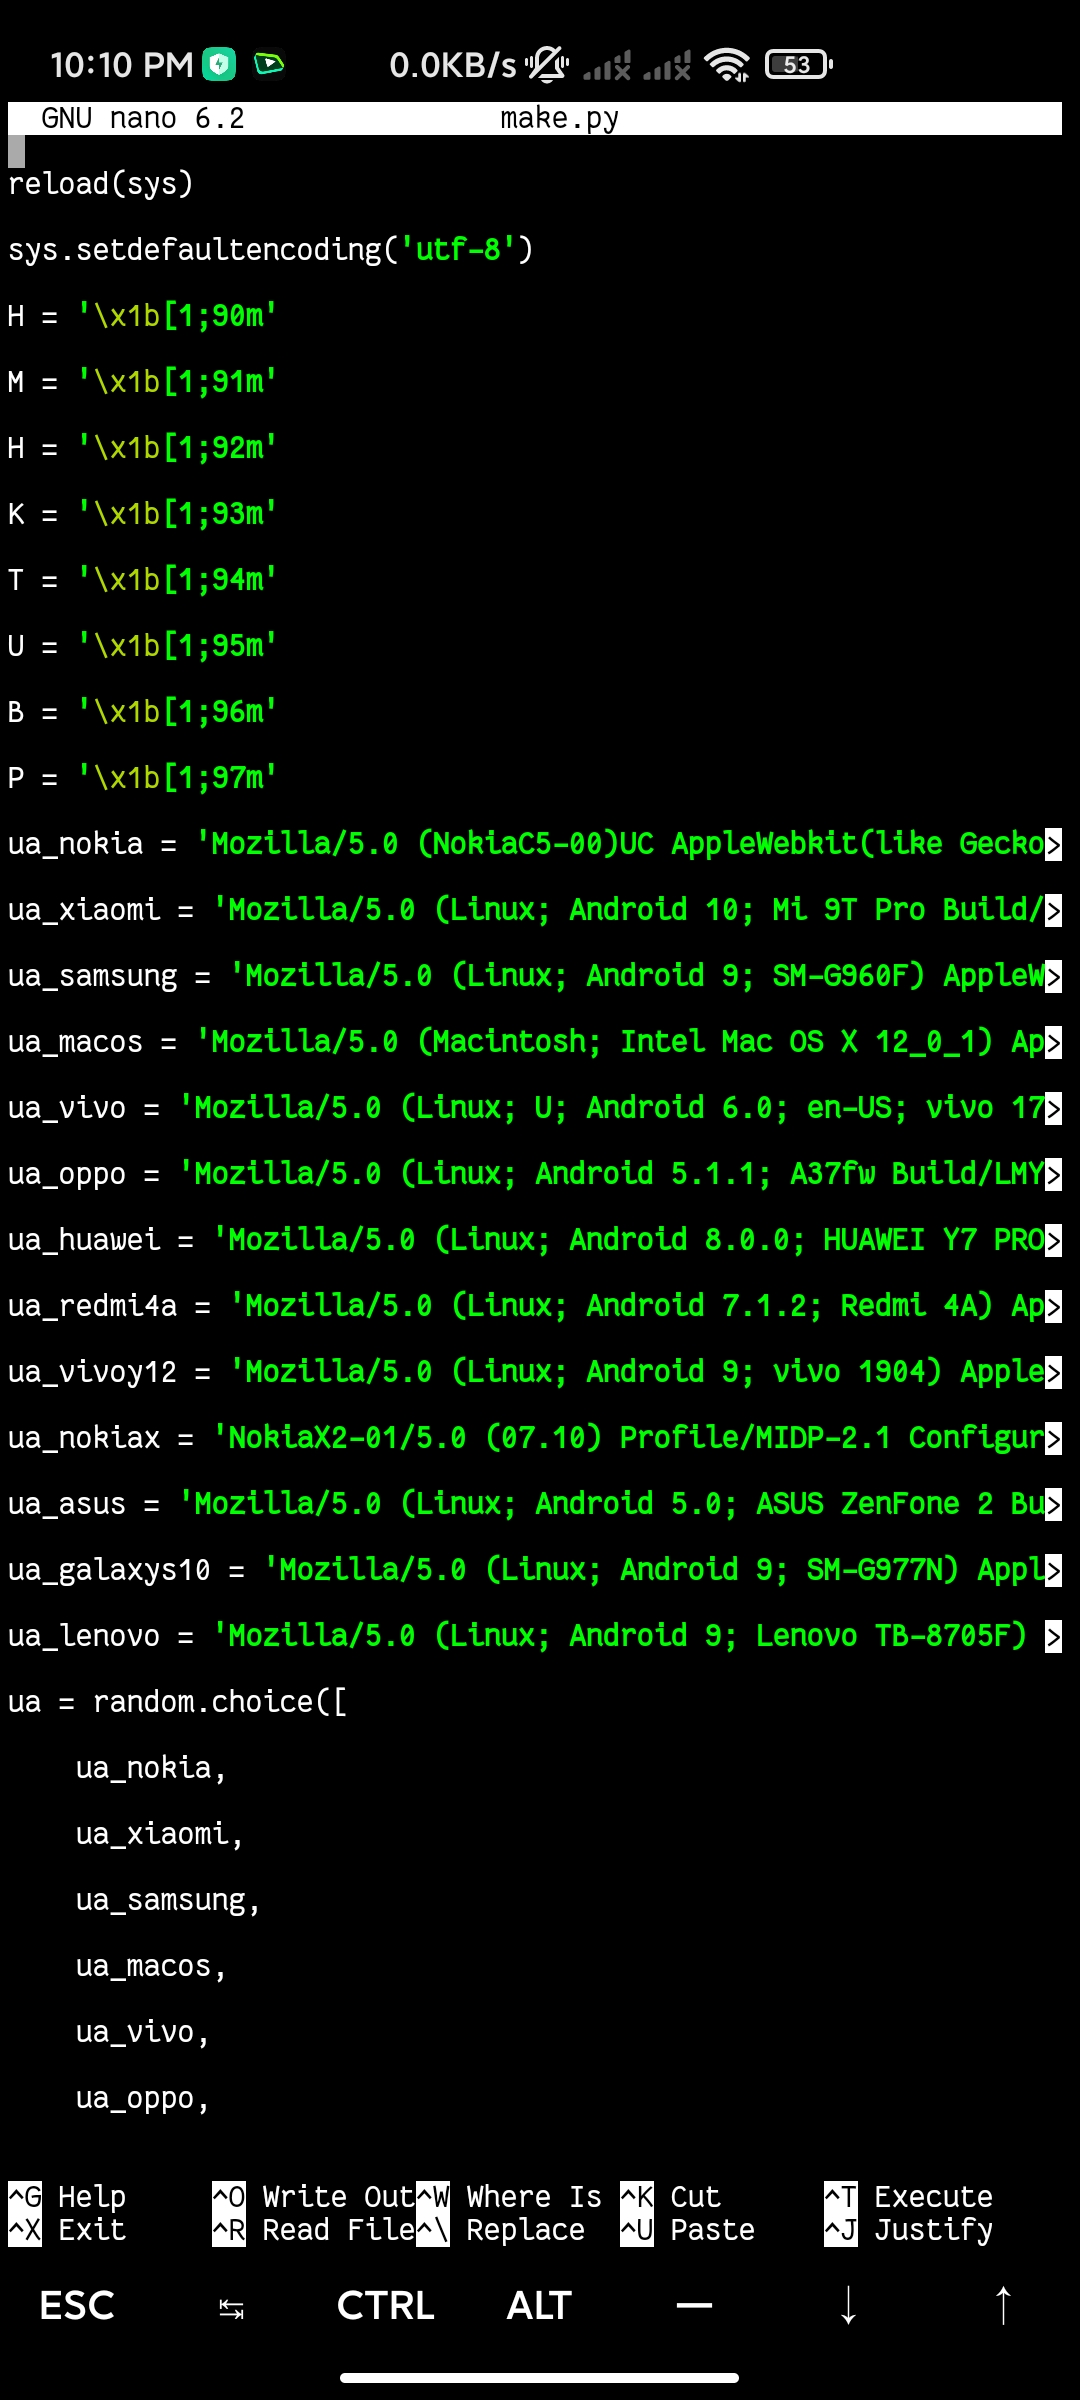 10:10 PM 0.0KB/s 53
GNU nano 6.2 make.py
reload(sys)
sys.setdefaultencoding('utf-8')
H = '\x1b[1;90m'
M = '\x1b[1;91m'
H = '\x1b[1;92m'
K = '\x1b[1;93m'
T = '\x1b[1;94m'
U = '\x1b[1;95m'
B = '\x1b[1;96m'
P = '\x1b[1;97m'
ua_nokia = 'Mozilla/5.0 (NokiaC5-00)UC AppleWebkit(like Gecko>
ua_xiaomi = 'Mozilla/5.0 (Linux; Android 10; Mi 9T Pro Build/>
ua_samsung = 'Mozilla/5.0 (Linux; Android 9; SM-G960F) AppleW>
ua_macos = 'Mozilla/5.0 (Macintosh; Intel Mac OS X 12_0_1) Ap>
ua_vivo = 'Mozilla/5.0 (Linux; U; Android 6.0; en-US; vivo 17>
ua_oppo = 'Mozilla/5.0 (Linux; Android 5.1.1; A37fw Build/LMY>
ua_huawei = 'Mozilla/5.0 (Linux; Android 8.0.0; HUAWEI Y7 PRO>
ua_redmi4a = 'Mozilla/5.0 (Linux; Android 7.1.2; Redmi 4A) Ap>
ua_vivoy12 = 'Mozilla/5.0 (Linux; Android 9; vivo 1904) Apple>
ua_nokiax = 'NokiaX2-01/5.0 (07.10) Profile/MIDP-2.1 Configur>
ua_asus = 'Mozilla/5.0 (Linux; Android 5.0; ASUS ZenFone 2 Bu>
ua_galaxys10 = 'Mozilla/5.0 (Linux; Android 9; SM-G977N) Appl>
ua_lenovo = 'Mozilla/5.0 (Linux; Android 9; Lenovo TB-8705F) >
ua = random.choice([
    ua_nokia,
    ua_xiaomi,
    ua_samsung,
    ua_macos,
    ua_vivo,
    ua_oppo,
^G Help ^O Write Out ^W Where Is ^K Cut ^T Execute
^X Exit ^R Read File ^\ Replace ^U Paste ^J Justify
ESC ↹ CTRL ALT — ↓ ↑